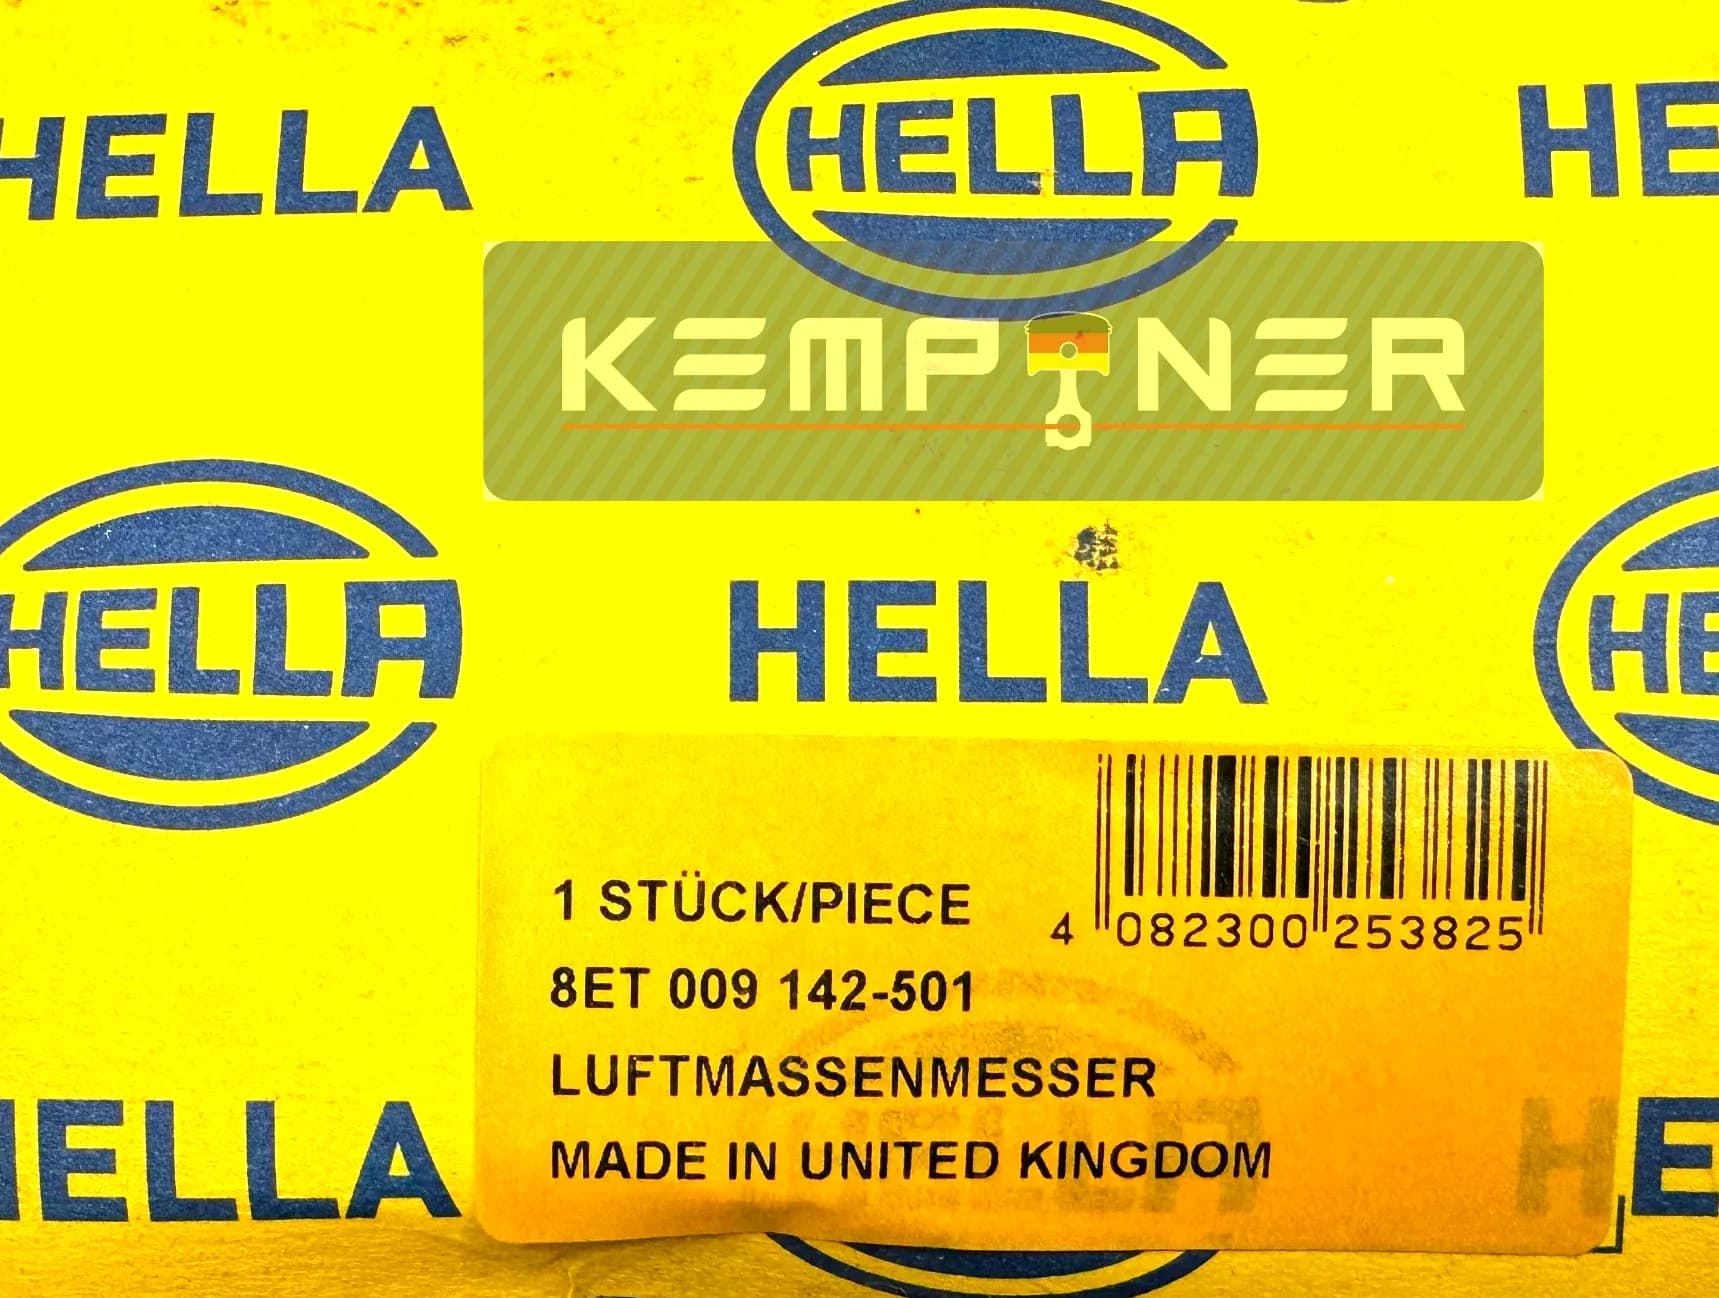 HELLA
HELLA
HE
KEMPTNER
HELLA
HELLA
HE
1 STÜCK/PIECE
4 082300 253825
8ET 009 142-501
LUFTMASSENMESSER
MADE IN UNITED KINGDOM
HELLA
HELLA
HE